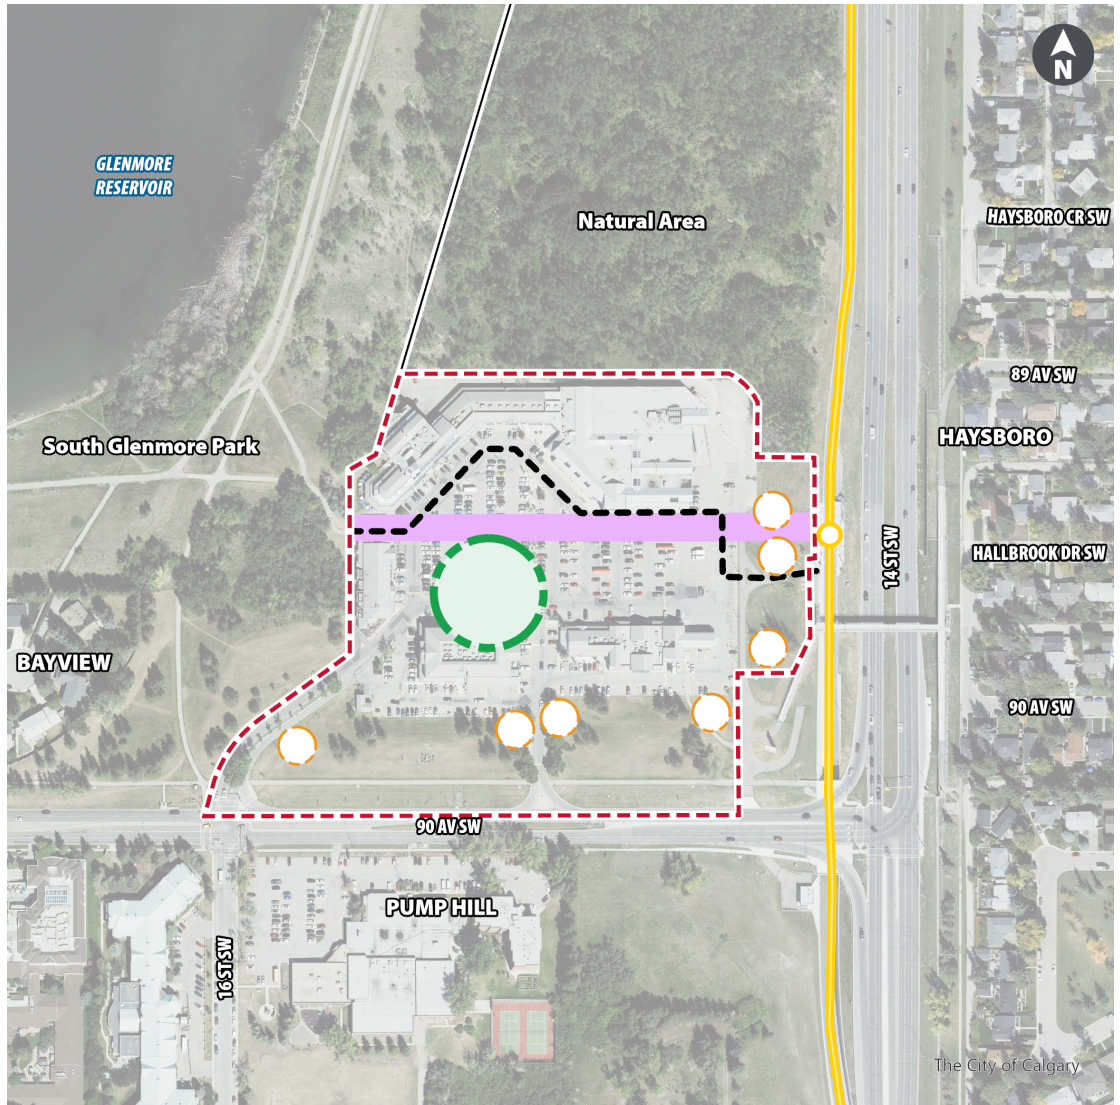 N
GLENMORE
RESERVOIR
Natural Area
HAYSBORO CR SW
89 AV SW
South Glenmore Park
HAYSBORO
14 ST SW
HALLBROOK DR SW
BAYVIEW
90 AV SW
90 AV SW
PUMP HILL
16 ST SW
The City of Calgary